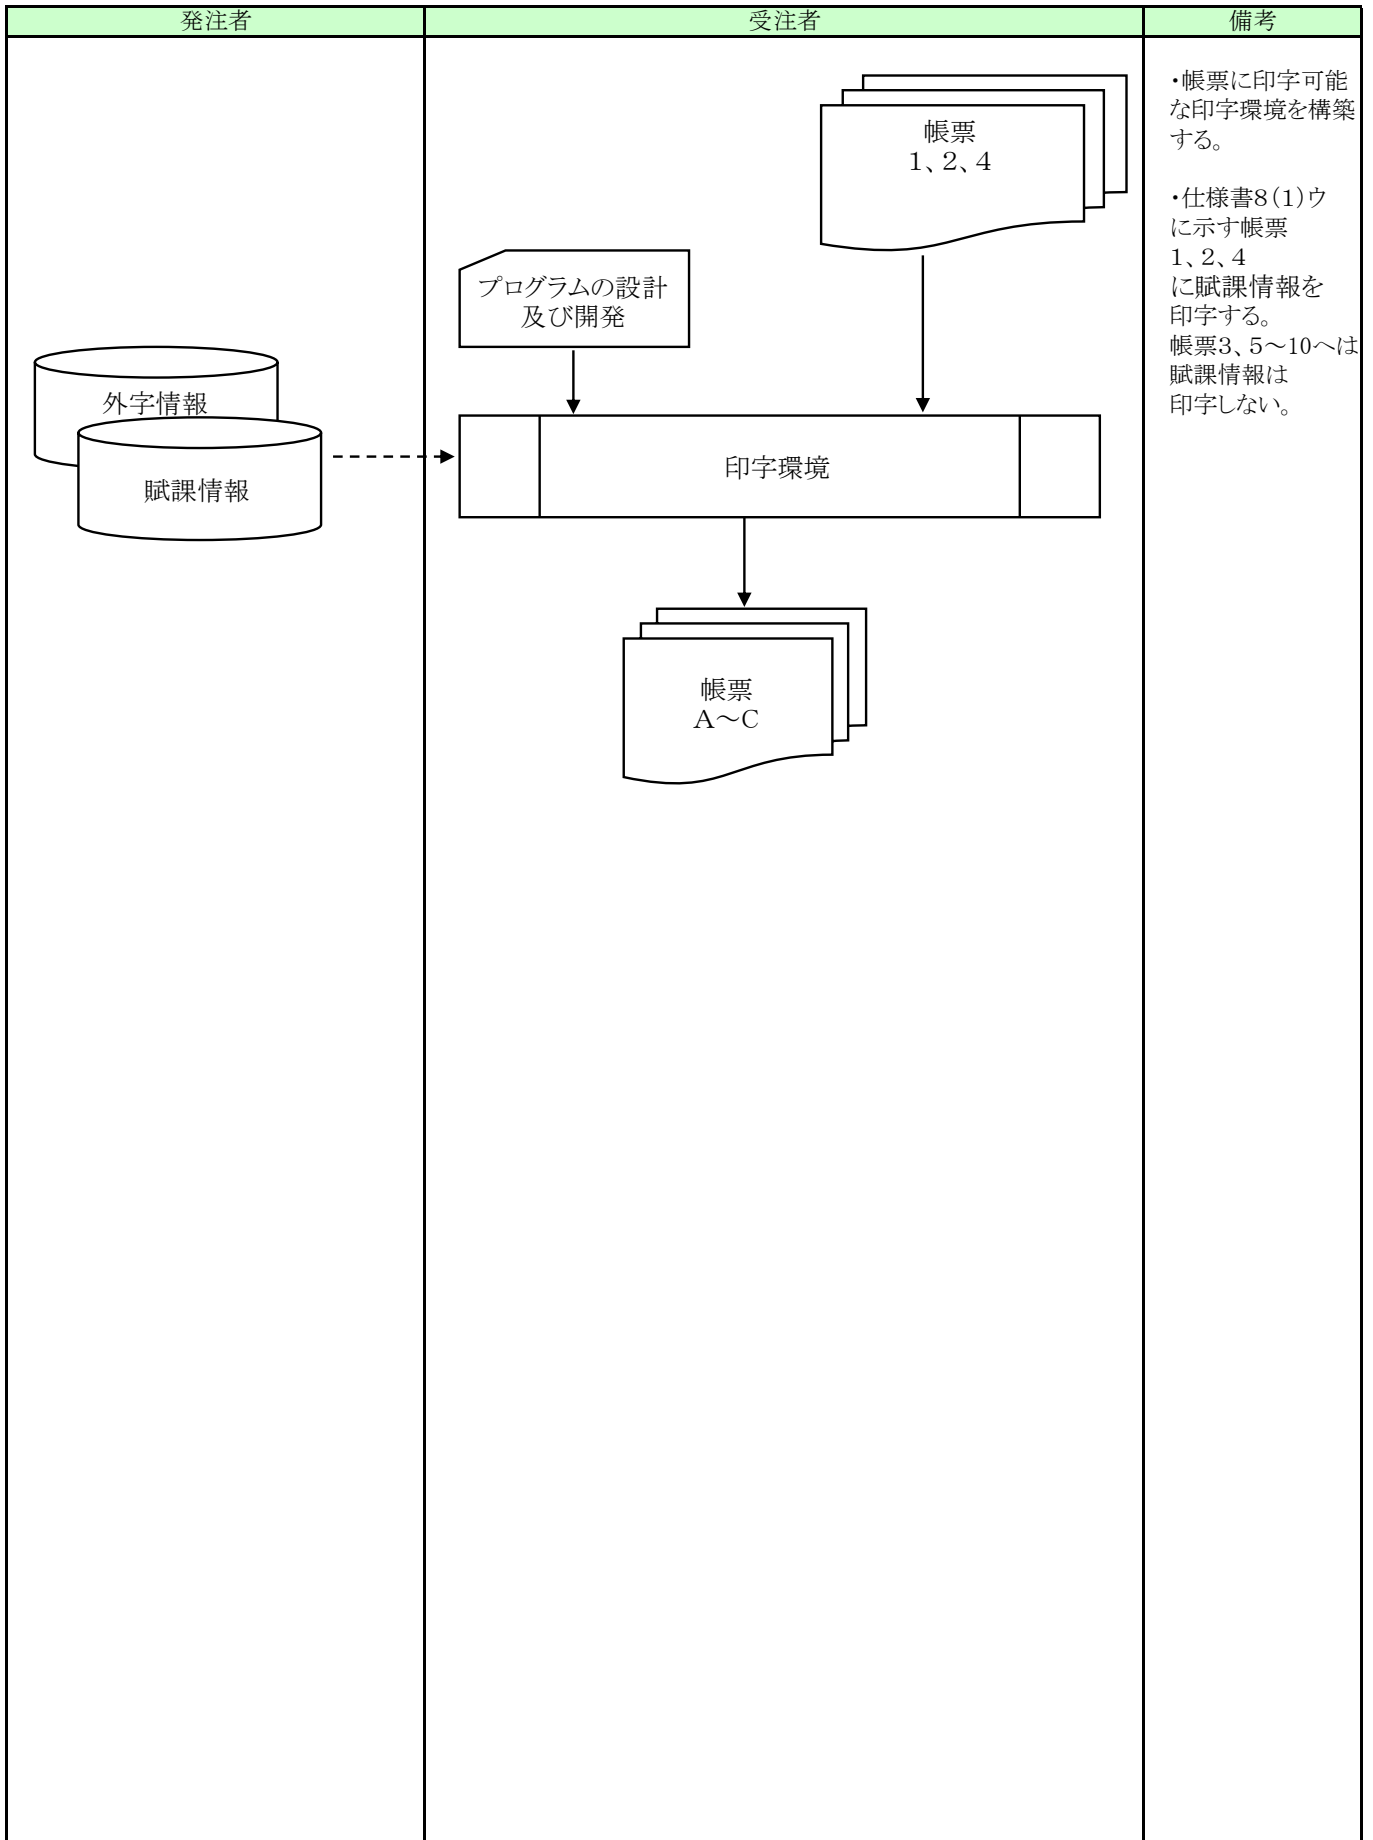 発注者
受注者
備考
帳票
1、2、4
・帳票に印字可能
な印字環境を構築
する。
・仕様書8(1)ウ
に示す帳票
1、2、4
に賦課情報を
印字する。
帳票3、5～10へは
賦課情報は
印字しない。
プログラムの設計
及び開発
外字情報
賦課情報
印字環境
帳票
A～C